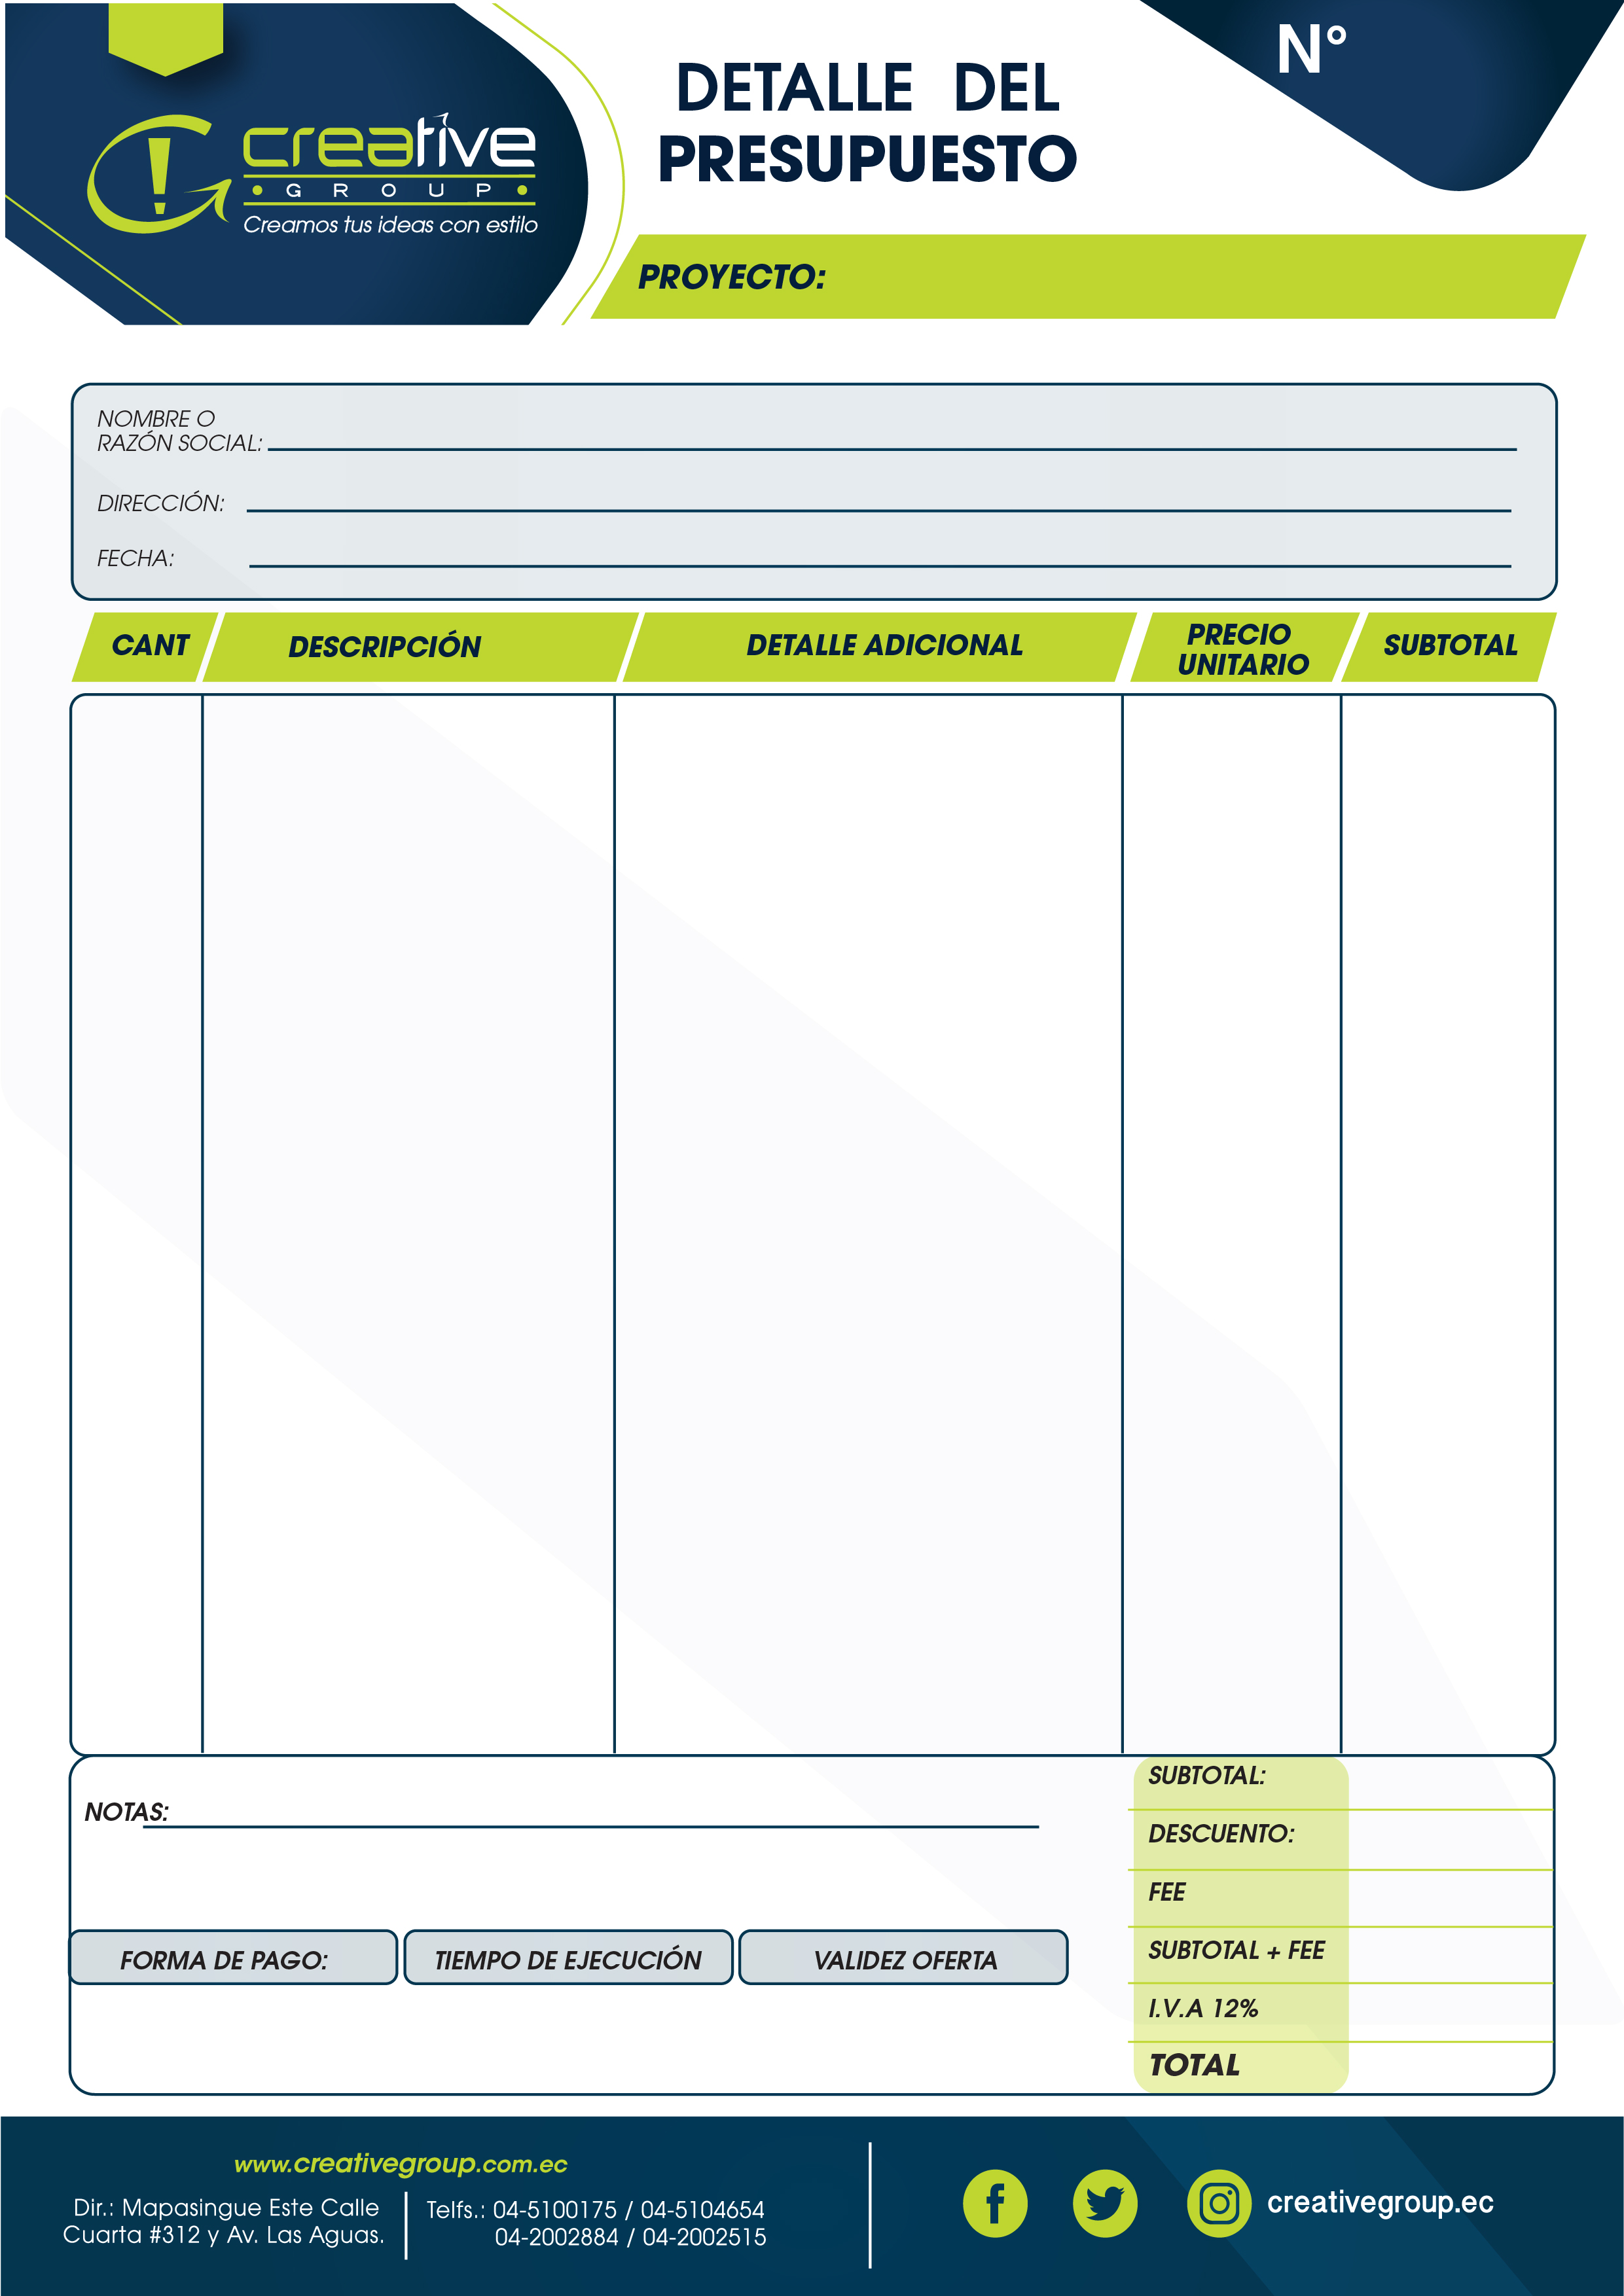 creative
GROUP
Creamos tus ideas con estilo
DETALLE DEL
PRESUPUESTO
N°
PROYECTO:
NOMBRE O
RAZÓN SOCIAL:
DIRECCIÓN:
FECHA:
CANT
DESCRIPCIÓN
DETALLE ADICIONAL
PRECIO
UNITARIO
SUBTOTAL
NOTAS:
FORMA DE PAGO:
TIEMPO DE EJECUCIÓN
VALIDEZ OFERTA
SUBTOTAL:
DESCUENTO:
FEE
SUBTOTAL + FEE
I.V.A 12%
TOTAL
www.creativegroup.com.ec
Dir.: Mapasingue Este Calle
Cuarta #312 y Av. Las Aguas.
Telfs.: 04-5100175 / 04-5104654
04-2002884 / 04-2002515
creativegroup.ec